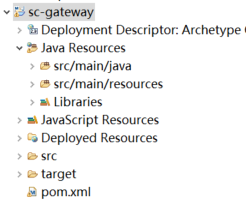 sc-gateway
Deployment Descriptor: Archetype C
Java Resources
src/main/java
src/main/resources
Libraries
JavaScript Resources
Deployed Resources
src
target
pom.xml